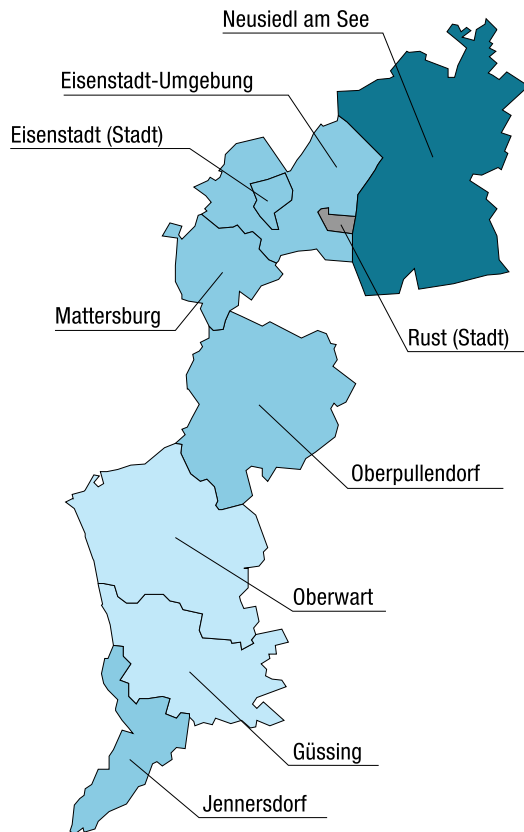 Neusiedl am See
Eisenstadt-Umgebung
Eisenstadt (Stadt)
Mattersburg
Rust (Stadt)
Oberpullendorf
Oberwart
Güssing
Jennersdorf